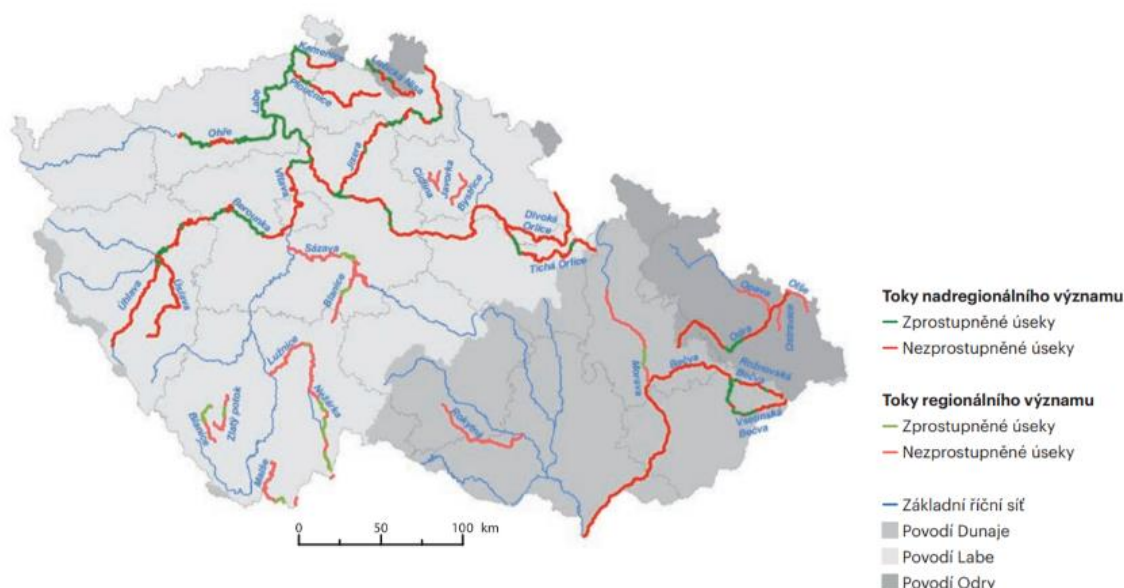 Kamenice
Lužická Nisa
Ploučnice
Labe
Ohře
Jizera
Vltava
Cidlina
Javorka
Bystřice
Berounka
Divoká
Orlice
Tichá Orlice
Sázava
Blanice
Úhlava
Úslava
Opava
Olše
Ostravice
Odra
Morava
Bečva
Rožnovská
Bečva
Vsetínská
Bečva
Lužnice
Nežárka
Rokytná
Blanice
Zlatý potok
Malše
0 50 100 km
Toky nadregionálního významu
Zprostupněné úseky
Nezprostupněné úseky
Toky regionálního významu
Zprostupněné úseky
Nezprostupněné úseky
Základní říční síť
Povodí Dunaje
Povodí Labe
Povodí Odry